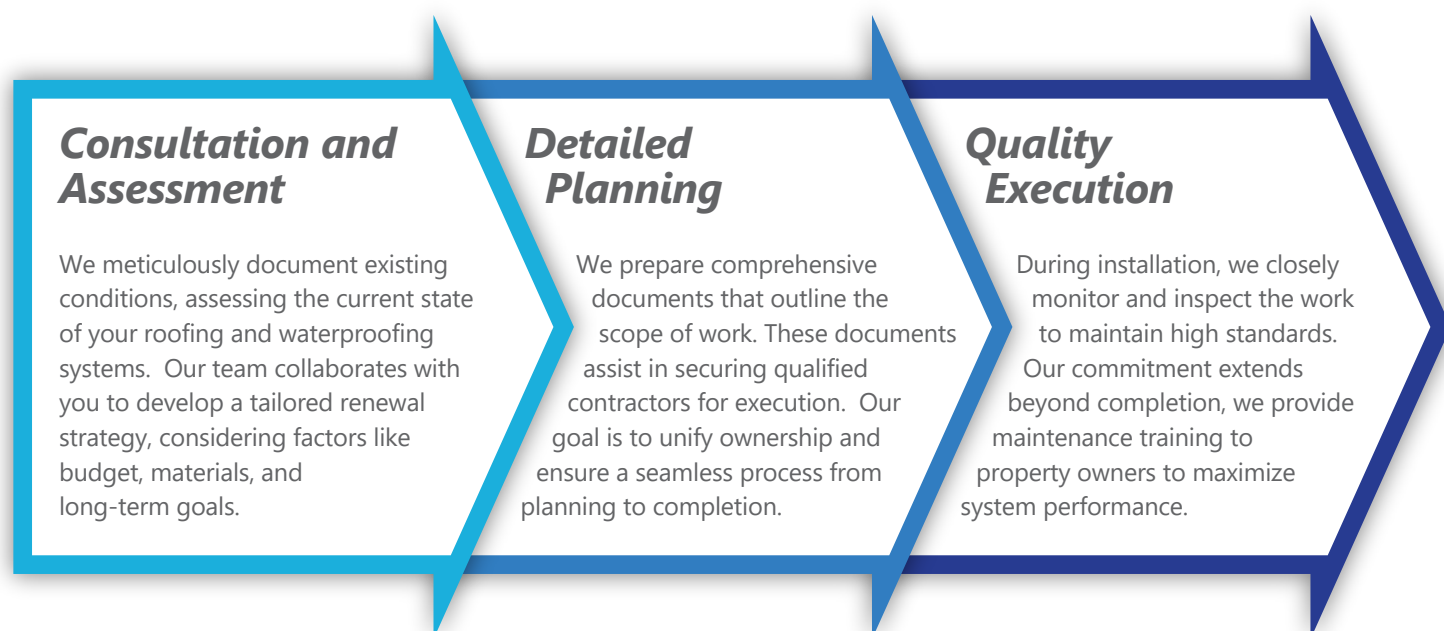 Consultation and
Assessment
We meticulously document existing
conditions, assessing the current state
of your roofing and waterproofing
systems.  Our team collaborates with
you to develop a tailored renewal
strategy, considering factors like
budget, materials, and
long-term goals.
Detailed
Planning
We prepare comprehensive
documents that outline the
scope of work. These documents
assist in securing qualified
contractors for execution.  Our
goal is to unify ownership and
ensure a seamless process from
planning to completion.
Quality
Execution
During installation, we closely
monitor and inspect the work
to maintain high standards.
Our commitment extends
beyond completion, we provide
maintenance training to
property owners to maximize
system performance.